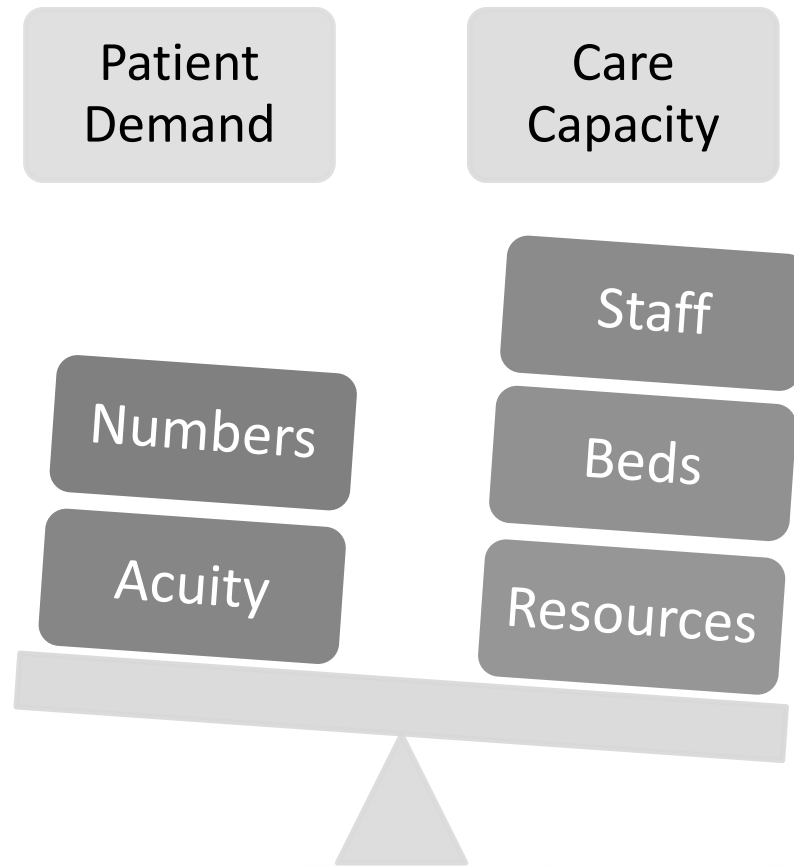 Patient
Demand
Care
Capacity
Staff
Numbers
Beds
Acuity
Resources